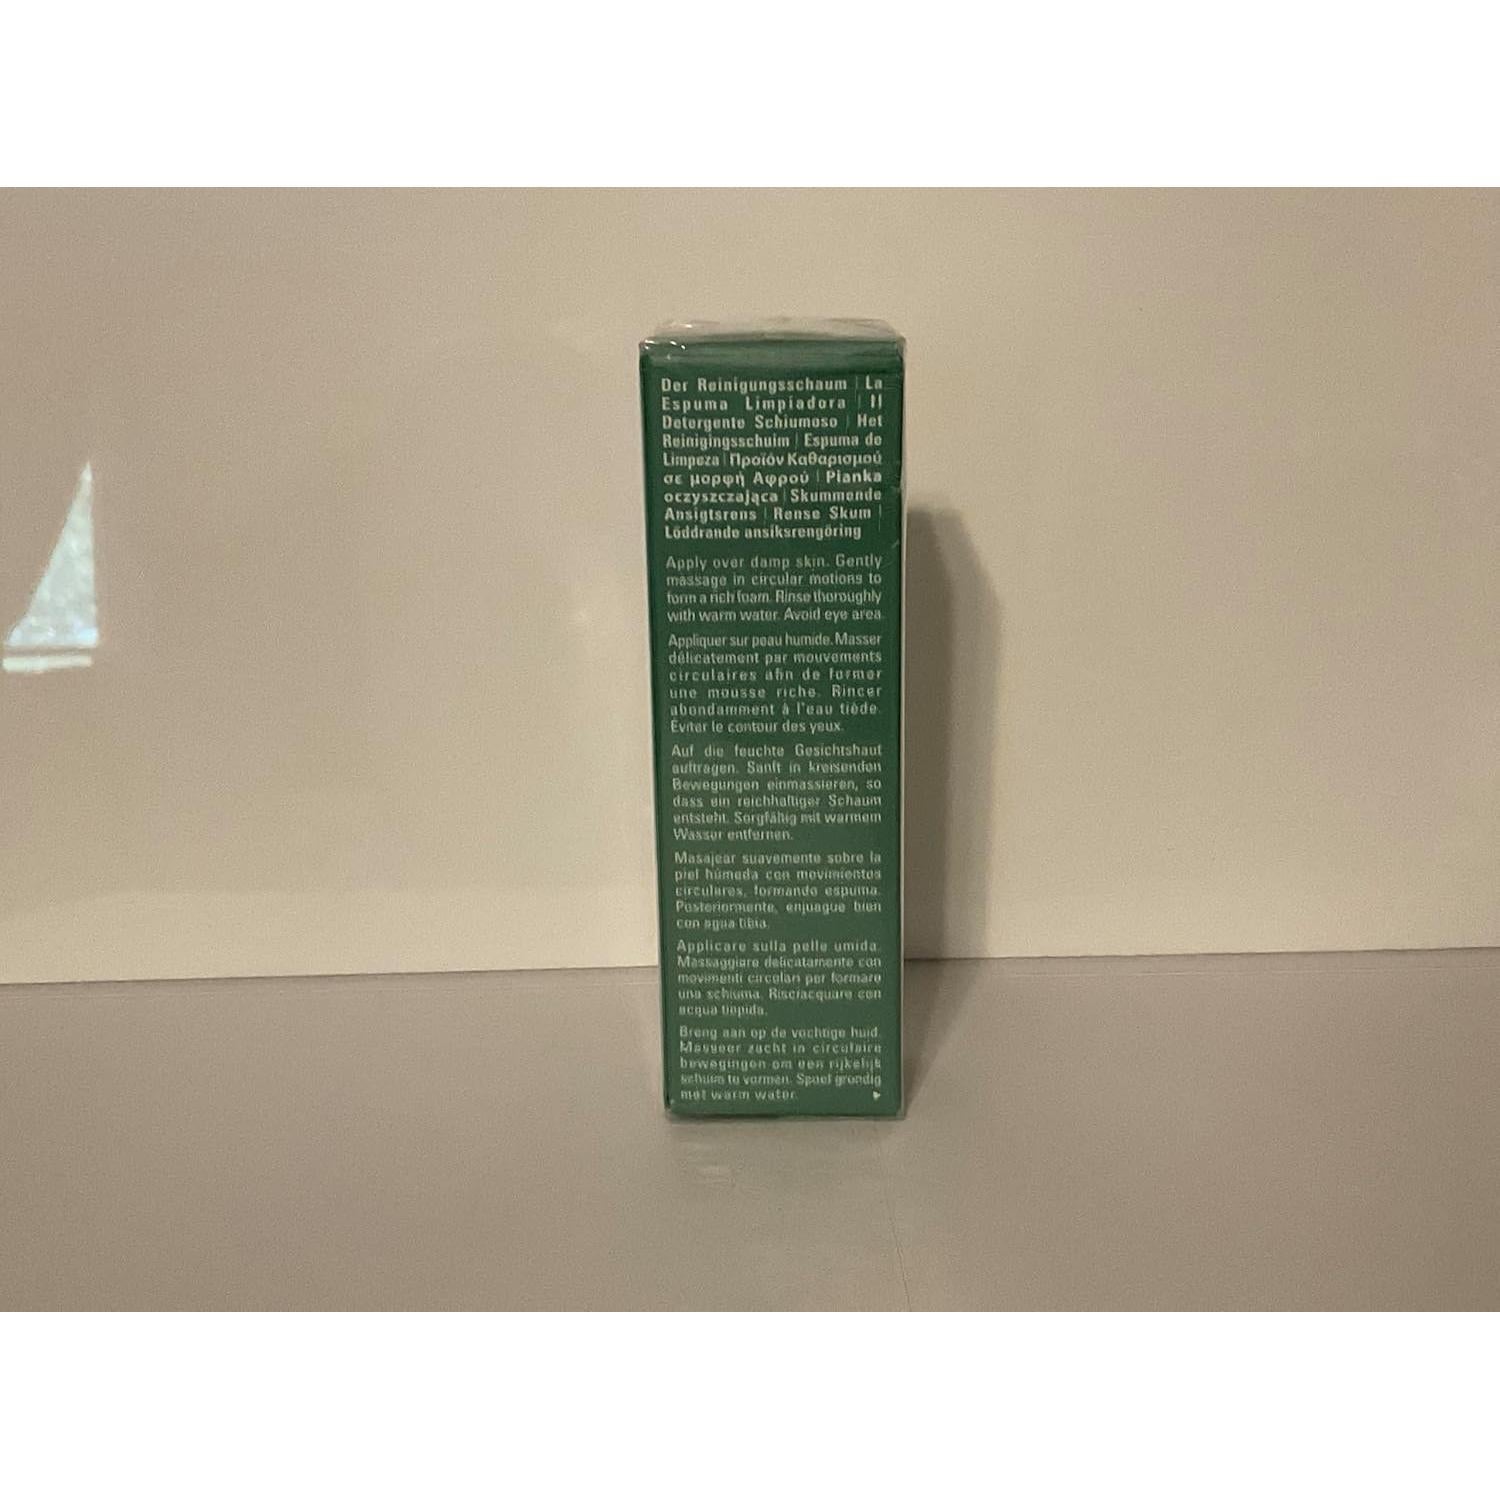 Der Reinigungsschaum | La
Espuma Limpiadora | Il
Detergente Schiumoso | Het
Reinigingsschuim | Espuma de
Limpeza | Προϊόν Καθαρισμού
σε μορφή Αφρού | Pianka
oczyszczająca | Skummende
Ansigtsrens | Rense Skum |
Löddrande ansiksrengöring
Apply over damp skin. Gently
massage in circular motions to
form a rich foam. Rinse thoroughly
with warm water. Avoid eye area.
Appliquer sur peau humide. Masser
délicatement par mouvements
circulaires afin de former
une mousse riche. Rincer
abondamment à l'eau tiède.
Éviter le contour des yeux.
Auf die feuchte Gesichtshaut
auftragen. Sanft in kreisenden
Bewegungen einmassieren, so
dass ein reichhaltiger Schaum
entsteht. Sorgfältig mit warmem
Wasser entfernen.
Masajear suavemente sobre la
piel húmeda con movimientos
circulares, formando espuma.
Posteriormente, enjuague bien
con agua tibia.
Applicare sulla pelle umida.
Massaggiare delicatamente con
movimenti circolari per formare
una schiuma. Risciacquare con
acqua tiepida.
Breng aan op de vochtige huid.
Masseer zacht in circulaire
bewegingen om een rijkelijk
schuim te vormen. Spoel grondig
met warm water.